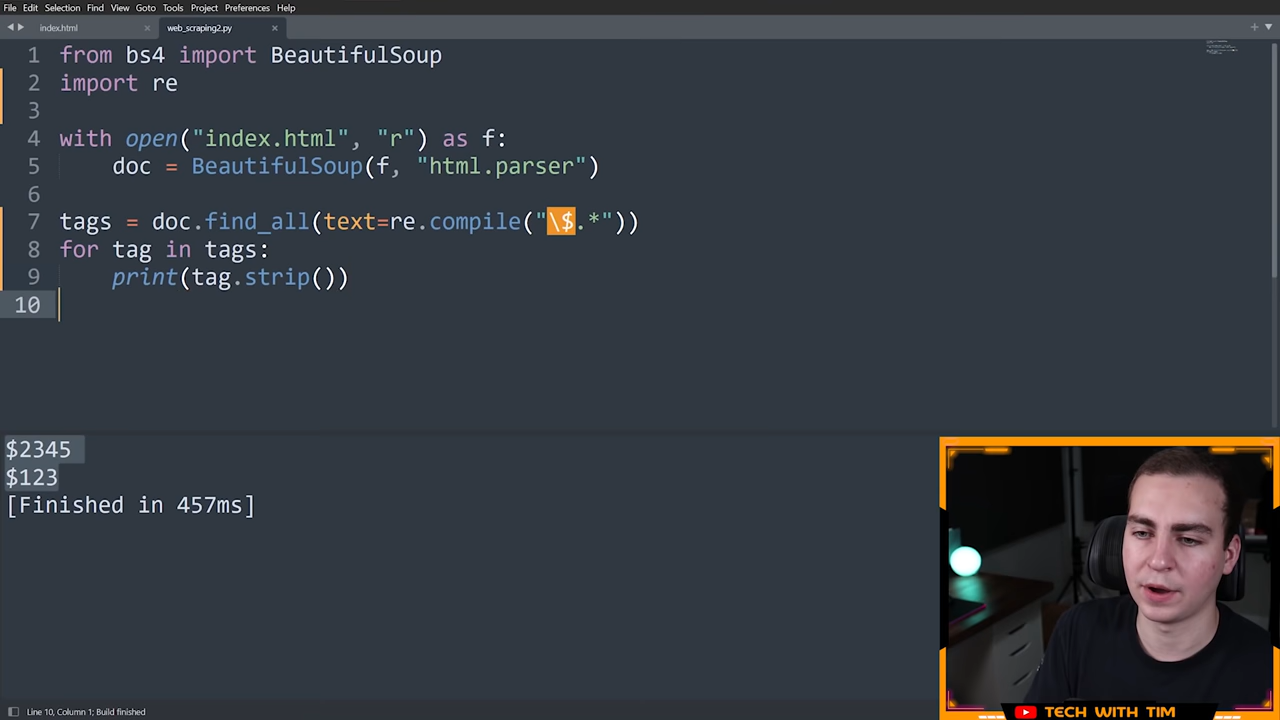 File Edit Selection Find View Goto Tools Project Preferences Help
index.html × web_scraping2.py ×
1 from bs4 import BeautifulSoup
2 import re
3
4 with open("index.html", "r") as f:
5     doc = BeautifulSoup(f, "html.parser")
6
7 tags = doc.find_all(text=re.compile("\$.*"))
8 for tag in tags:
9     print(tag.strip())
10
$2345
$123
[Finished in 457ms]
TECH WITH TIM
Line 10, Column 1; Build finished